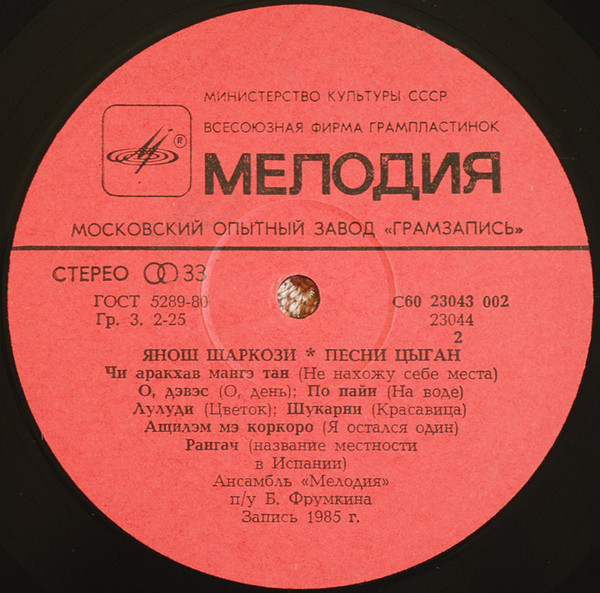 МИНИСТЕРСТВО КУЛЬТУРЫ СССР
ВСЕСОЮЗНАЯ ФИРМА ГРАМПЛАСТИНОК
®
МЕЛОДИЯ
МОСКОВСКИЙ ОПЫТНЫЙ ЗАВОД «ГРАМЗАПИСЬ»
СТЕРЕО 33
ГОСТ 5289-80 С60 23043 002
Гр. 3. 2-25 23044
2
ЯНОШ ШАРКОЗИ * ПЕСНИ ЦЫГАН
Чи аракхав мангэ тан (Не нахожу себе места)
О, дэвэс (О, день); По пайи (На воде)
Лулуди (Цветок); Шукарни (Красавица)
Ащилэм мэ коркоро (Я остался один)
Рангач (название местности
в Испании)
Ансамбль «Мелодия»
п/у Б. Фрумкина
Запись 1985 г.